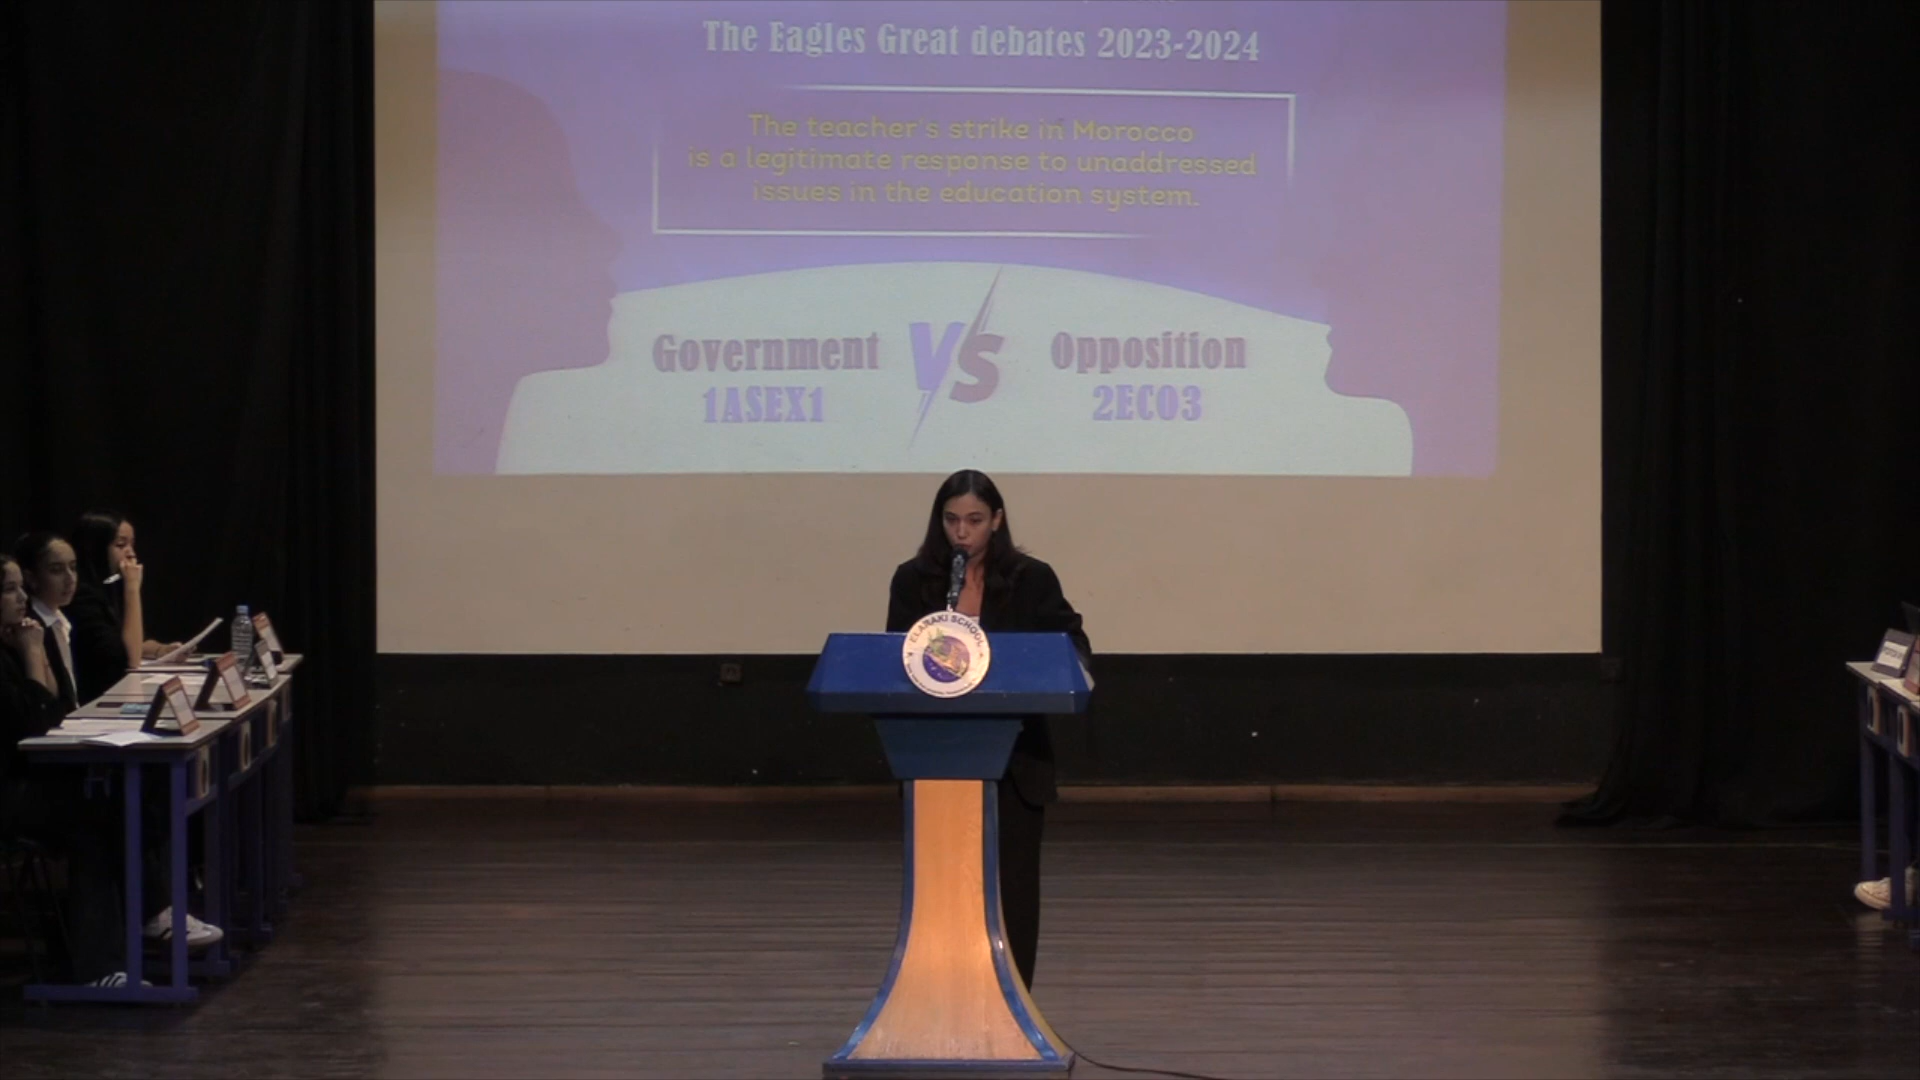 The Eagles Great debates 2023-2024
The teacher's strike in Morocco
is a legitimate response to unaddressed
issues in the education system.
Government VS Opposition
1ASEX1 2ECO3
ELARAKI SCHOOL